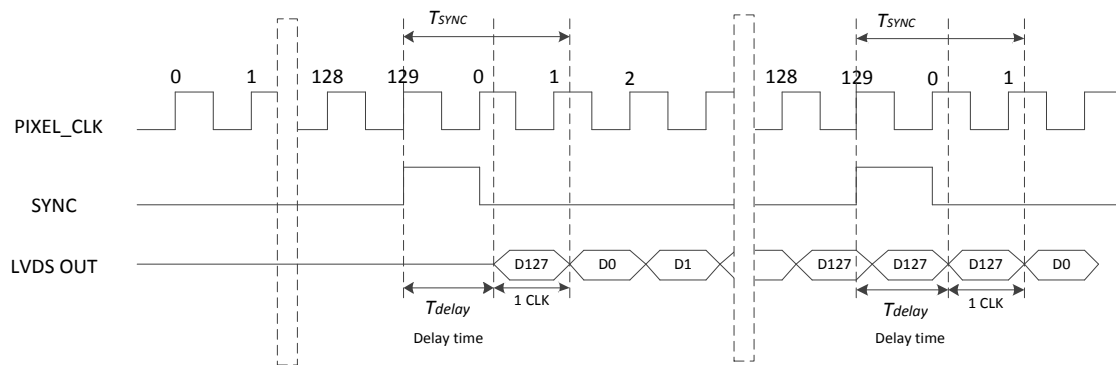 TSYNC TSYNC
0 1 128 129 0 1 2 128 129 0 1
PIXEL_CLK
SYNC
LVDS OUT D127 D0 D1 D127 D127 D127 D0
Tdelay 1 CLK Tdelay 1 CLK
Delay time Delay time